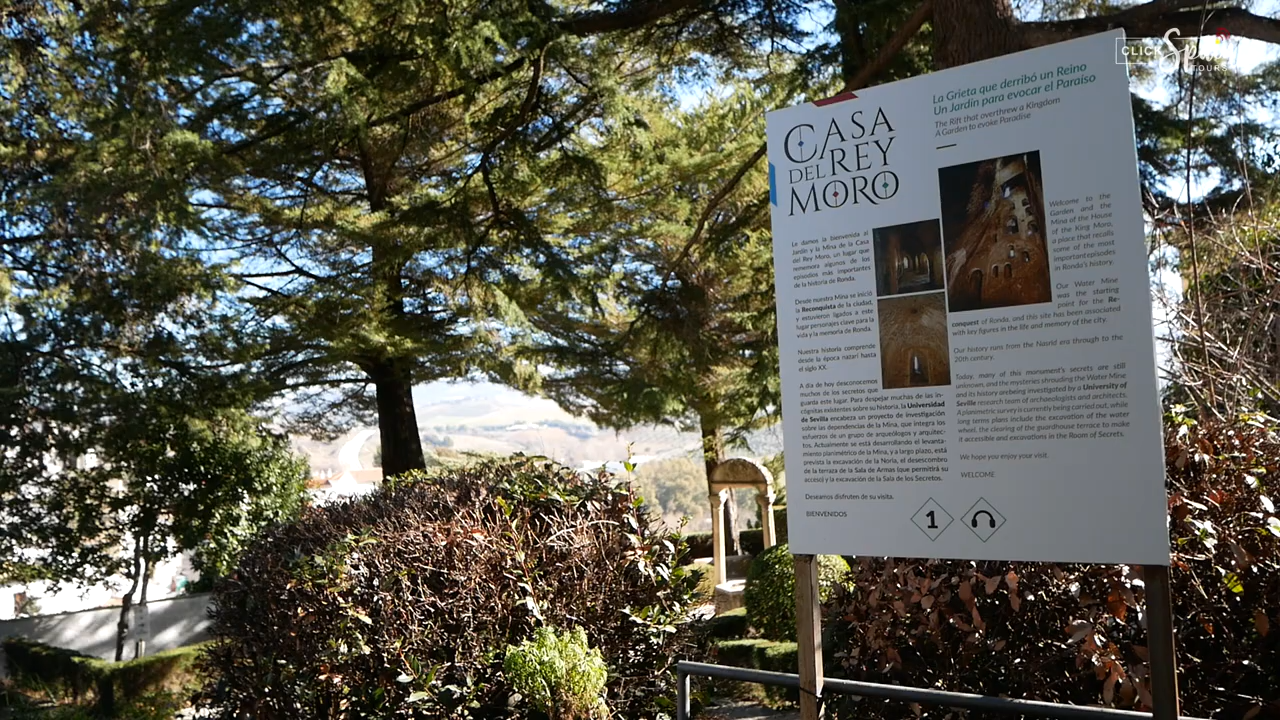 CLICK
Spain
TOURS
CASA
DEL REY
MORO
La Grieta que derribó un Reino
Un Jardín para evocar el Paraíso
The Rift that overthrew a Kingdom
A Garden to evoke Paradise
Le damos la bienvenida al
Jardín y la Mina de la Casa
del Rey Moro, un lugar que
rememora algunos de los
episodios más importantes
de la historia de Ronda.
Desde nuestra Mina se inició
la Reconquista de la ciudad,
y estuvieron ligados a este
lugar personajes clave para la
vida y la memoria de Ronda.
Nuestra historia comprende
desde la época nazarí hasta
el siglo XX.
A día de hoy desconocemos
muchos de los secretos que
guarda este lugar. Para despejar muchas de las in-
cógnitas existentes sobre su historia, la Universidad
de Sevilla encabeza un proyecto de investigación
sobre las dependencias de la Mina, que integra los
esfuerzos de un grupo de arqueólogos y arquitec-
tos. Actualmente se está desarrollando el levanta-
miento planimétrico de la Mina, y a largo plazo, está
prevista la excavación de la Noria, el desescombro
de la terraza de la Sala de Armas (que permitirá su
acceso) y la excavación de la Sala de los Secretos.
Deseamos disfruten de su visita.
BIENVENIDOS
Welcome to the
Garden and the
Mina of the House
of the King Moro,
a place that recalls
some of the most
important episodes
in Ronda's history.
Our Water Mine
was the starting
point for the Re-
conquest of Ronda, and this site has been associated
with key figures in the life and memory of the city.
Our history runs from the Nasrid era through to the
20th century.
Today, many of this monument's secrets are still
unknown, and the mysteries shrouding the Water Mine
and its history arebeing investigated by a University of
Seville research team of archaeologists and architects.
A planimetric survey is currently being carried out, while
long terms plans include the excavation of the water
wheel, the clearing of the guardhouse terrace to make
it accessible and excavations in the Room of Secrets.
We hope you enjoy your visit.
WELCOME
1